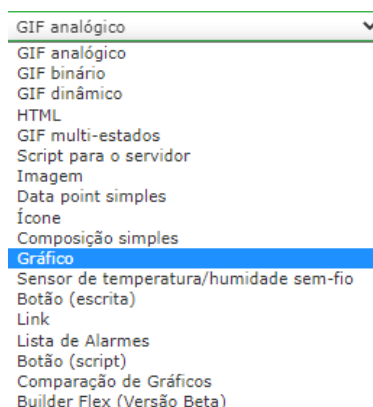 GIF analógico
GIF analógico
GIF binário
GIF dinâmico
HTML
GIF multi-estados
Script para o servidor
Imagem
Data point simples
Ícone
Composição simples
Gráfico
Sensor de temperatura/humidade sem-fio
Botão (escrita)
Link
Lista de Alarmes
Botão (script)
Comparação de Gráficos
Builder Flex (Versão Beta)